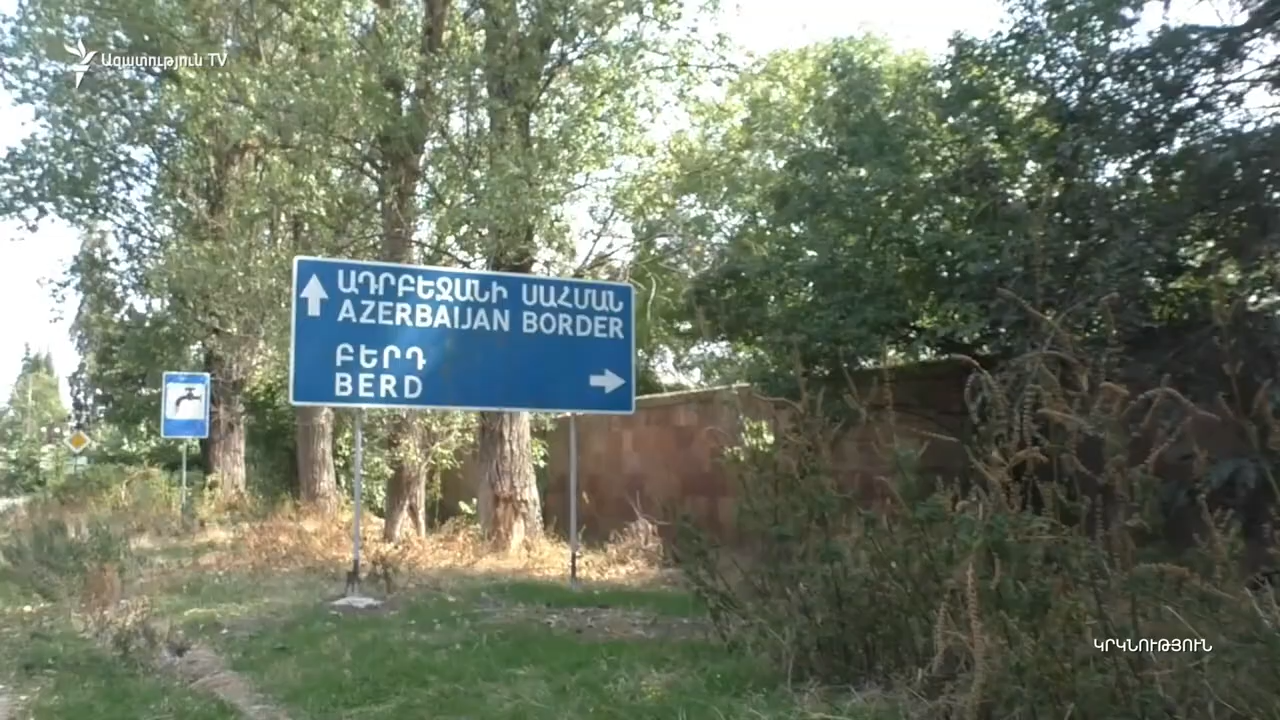 Ազատություն TV
ԱԴՐԲԵՋԱՆԻ ՍԱՀՄԱՆ
AZERBAIJAN BORDER
ԲԵՐԴ
BERD
ԿՐԿՆՈՒԹՅՈՒՆ